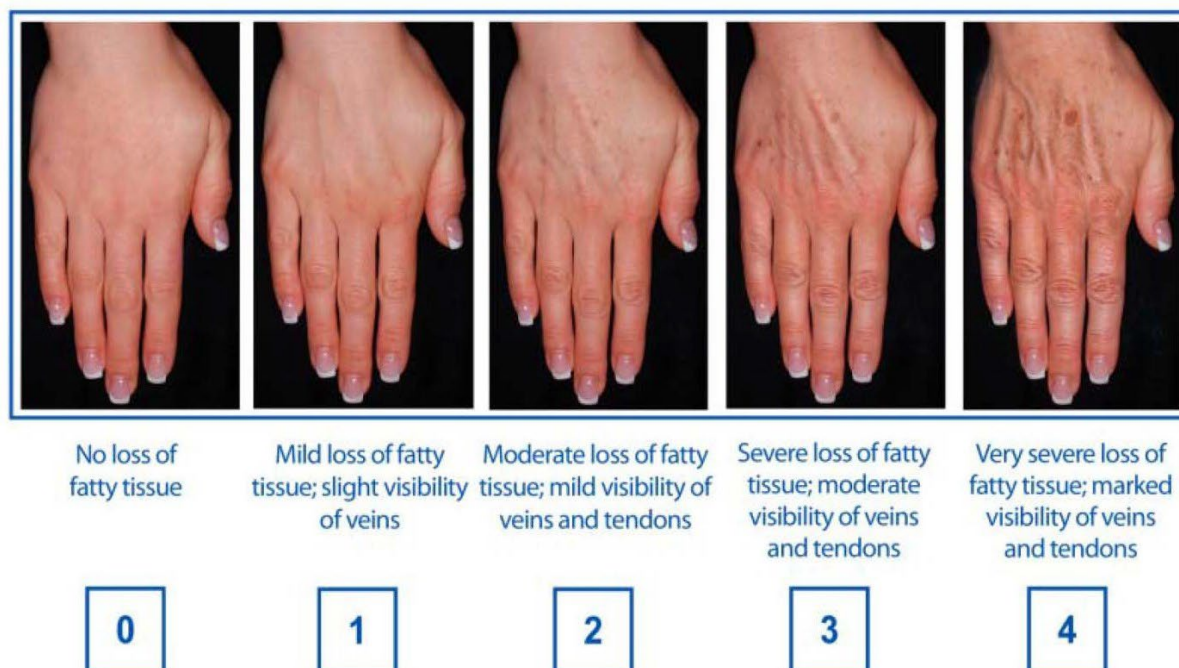 No loss of
fatty tissue
Mild loss of fatty
tissue; slight visibility
of veins
Moderate loss of fatty
tissue; mild visibility of
veins and tendons
Severe loss of fatty
tissue; moderate
visibility of veins
and tendons
Very severe loss of
fatty tissue; marked
visibility of veins
and tendons
0
1
2
3
4